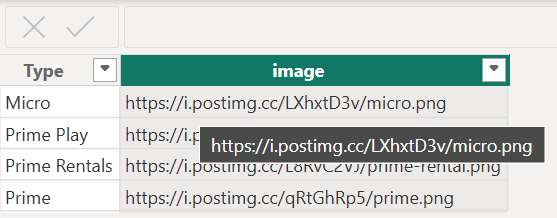 Type image
Micro https://i.postimg.cc/LXhxtD3v/micro.png
Prime Play https://i.p
https://i.postimg.cc/LXhxtD3v/micro.png
Prime Rentals https://i.postimg.cc/L8RvC2VJ/prime-rental.png
Prime https://i.postimg.cc/qRtGhRp5/prime.png